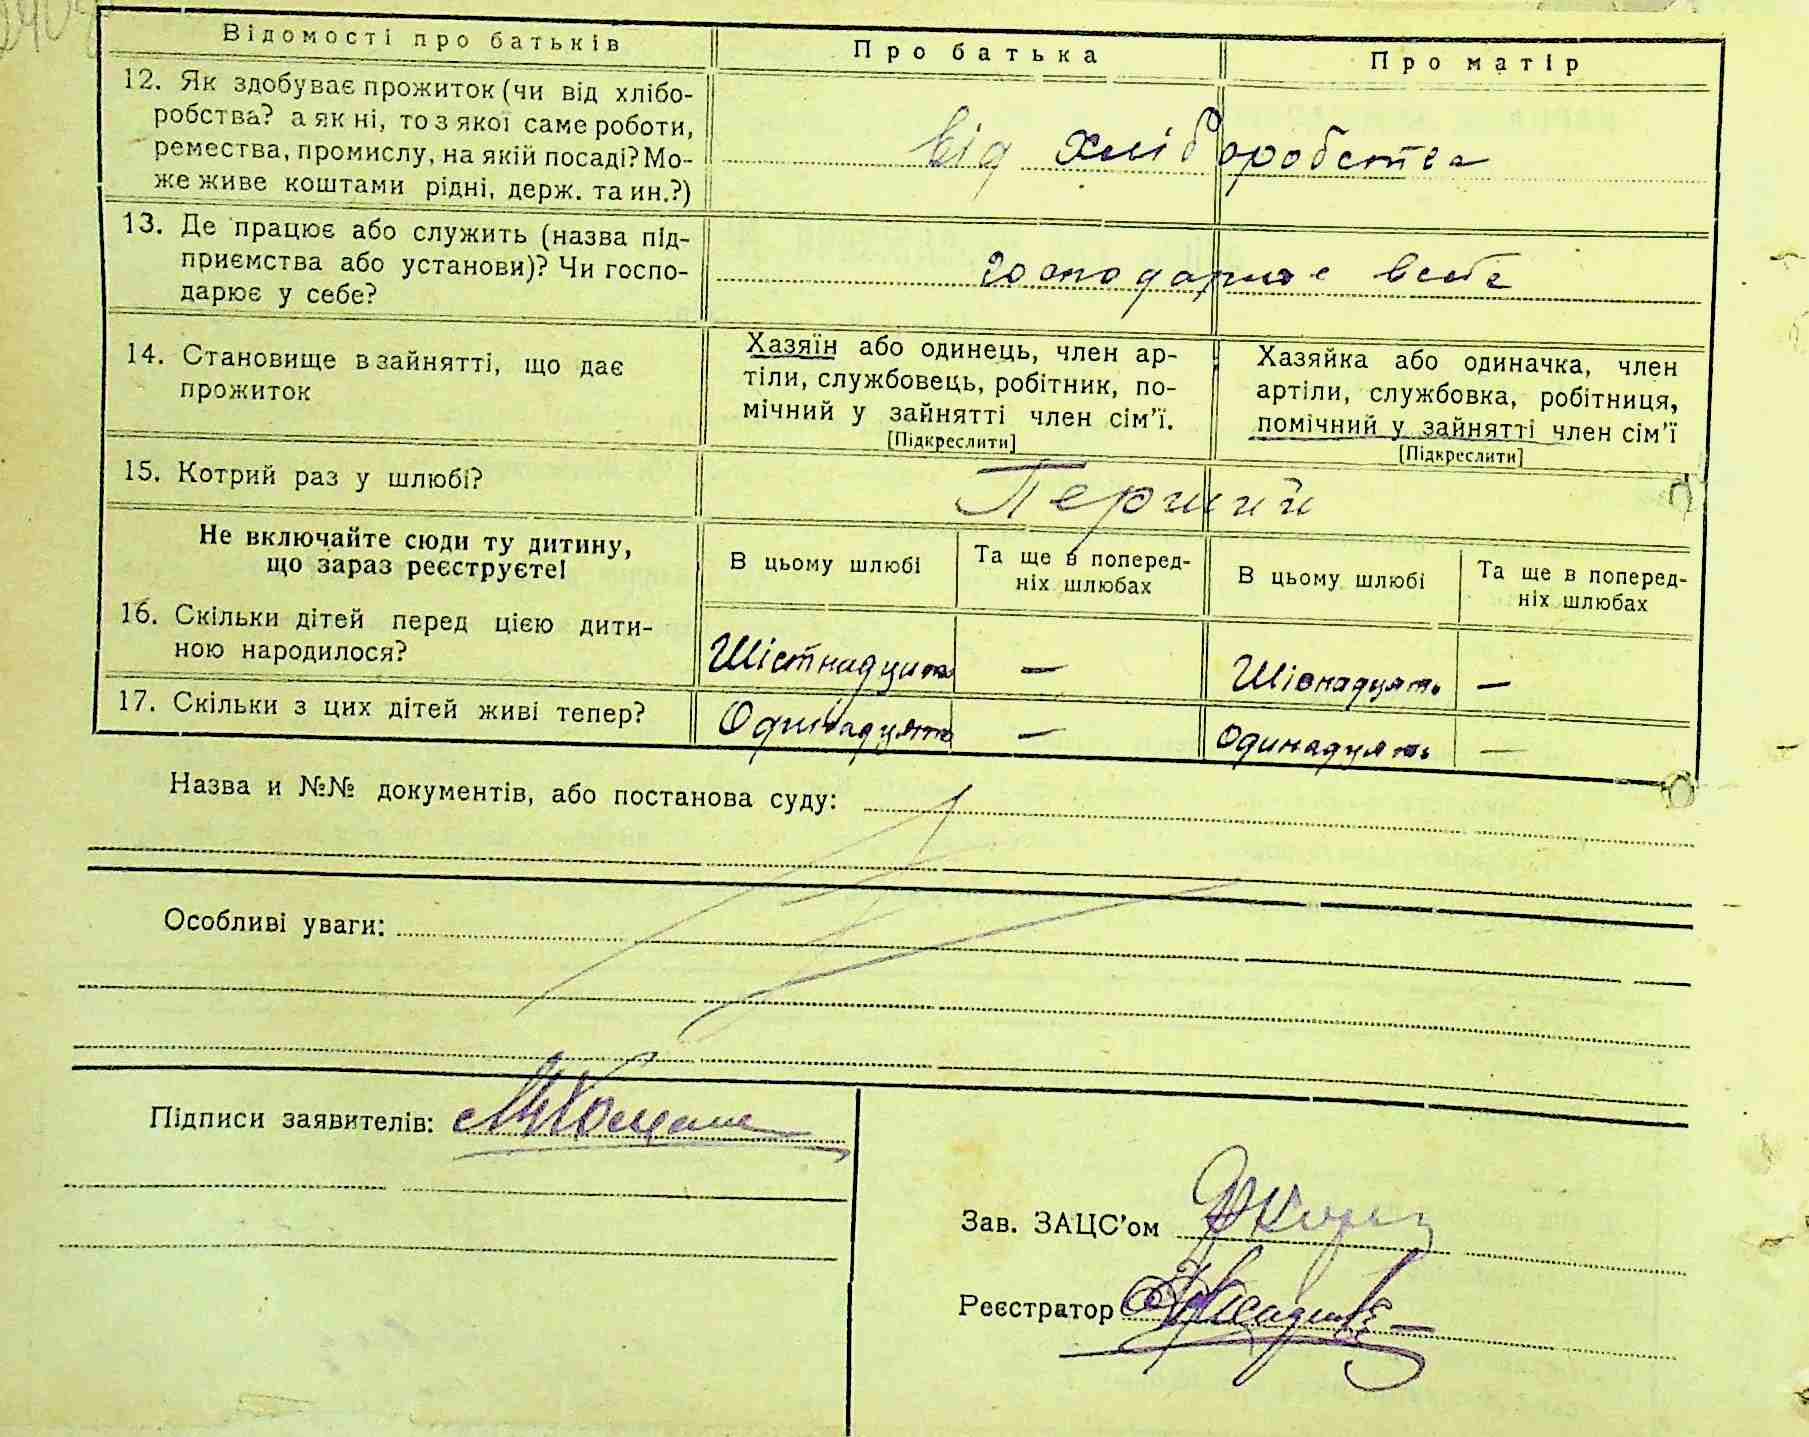 Відомості про батьків
Про батька
Про матір
12. Як здобуває прожиток (чи від хлібо-
робства? а як ні, то з якої саме роботи,
ремества, промислу, на якій посаді? Мо-
же живе коштами рідні, держ. та ин.?)
від хліборобства
13. Де працює або служить (назва під-
приємства або установи)? Чи госпо-
дарює у себе?
господарює в себе
14. Становище в зайнятті, що дає
прожиток
Хазяїн або одинець, член ар-
тіли, службовець, робітник, по-
мічний у зайнятті член сім'ї.
[Підкреслити]
Хазяйка або одиначка, член
артіли, службовка, робітниця,
помічний у зайнятті член сім'ї
[Підкреслити]
15. Котрий раз у шлюбі?
Перший
Не включайте сюди ту дитину,
що зараз реєструєте!
В цьому шлюбі
Та ще в поперед-
ніх шлюбах
В цьому шлюбі
Та ще в поперед-
ніх шлюбах
16. Скільки дітей перед цією дити-
ною народилося?
Шістнадцять —
Шіснадцять —
17. Скільки з цих дітей живі тепер?
Одинадцять —
Одинадцять —
Назва и №№ документів, або постанова суду:
Особливі уваги:
Підписи заявителів:
Зав. ЗАЦС'ом
Реєстратор